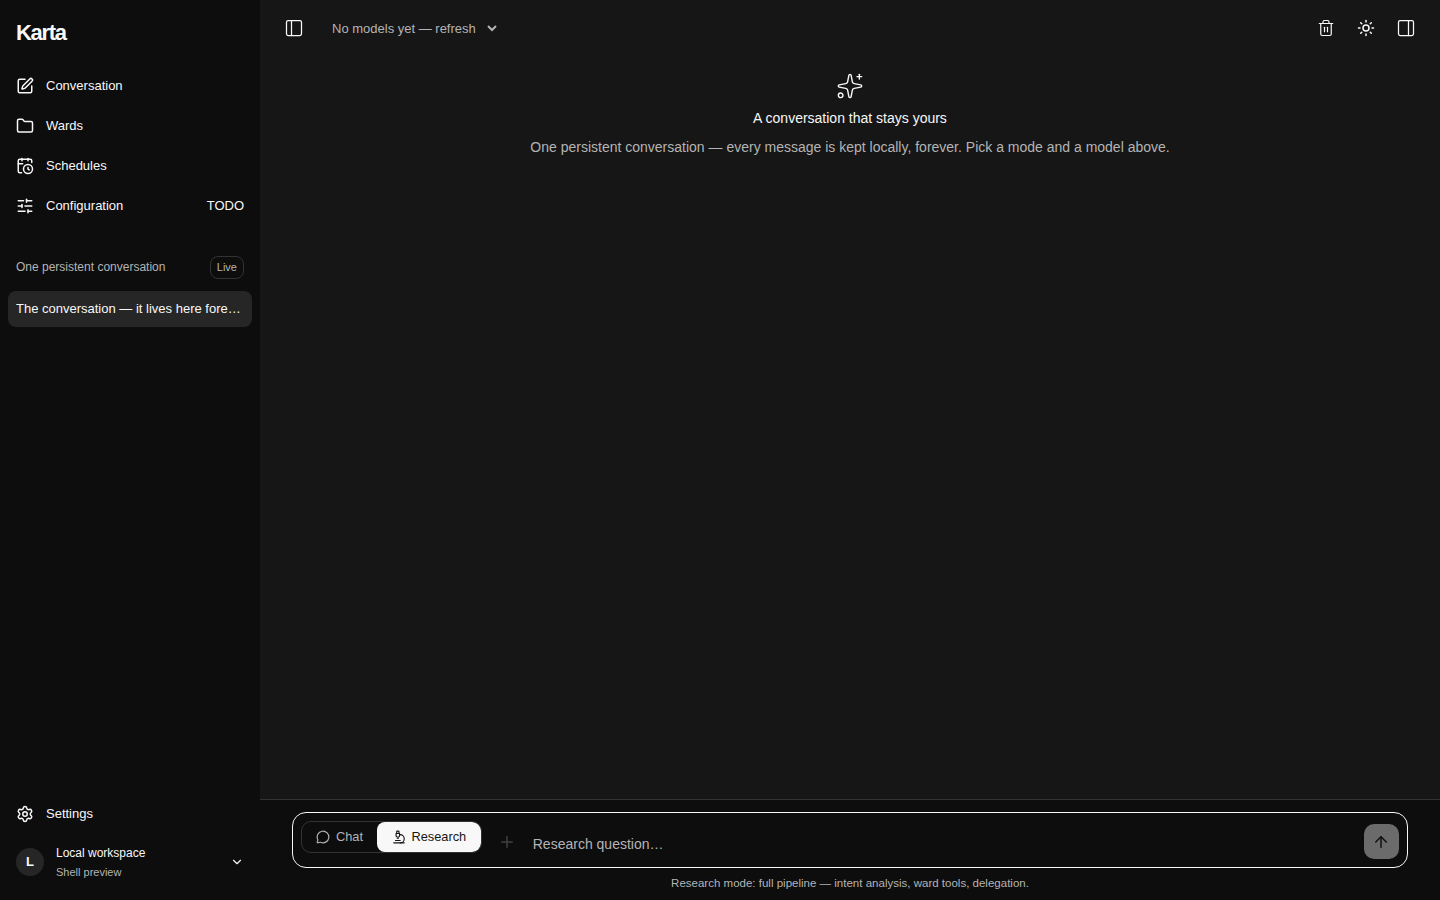 Karta
Conversation
Wards
Schedules
Configuration TODO
One persistent conversation Live
The conversation — it lives here fore…
Settings
L
Local workspace
Shell preview
No models yet — refresh
A conversation that stays yours
One persistent conversation — every message is kept locally, forever. Pick a mode and a model above.
Chat Research Research question…
Research mode: full pipeline — intent analysis, ward tools, delegation.